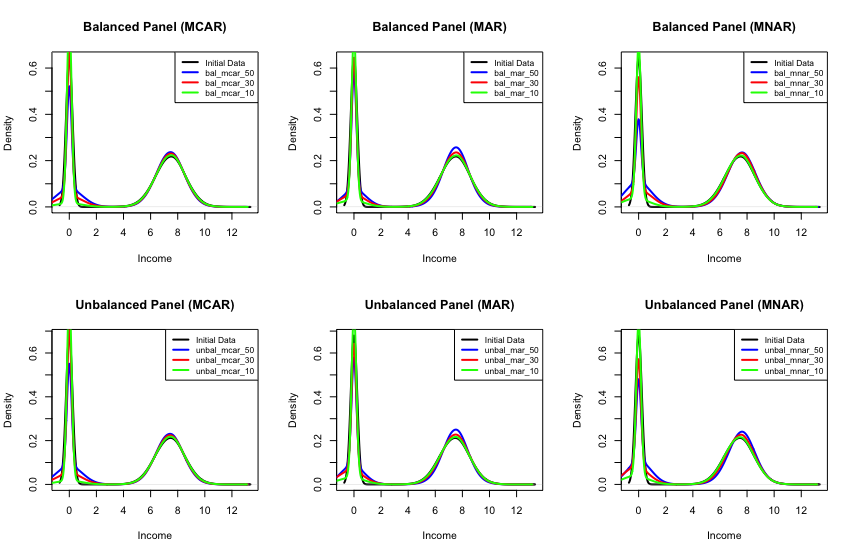 Balanced Panel (MCAR)
Balanced Panel (MAR)
Balanced Panel (MNAR)
Initial Data
bal_mcar_50
bal_mcar_30
bal_mcar_10
Initial Data
bal_mar_50
bal_mar_30
bal_mar_10
Initial Data
bal_mnar_50
bal_mnar_30
bal_mnar_10
Density
0.6
0.4
0.2
0.0
0 2 4 6 8 10 12
Income
Density
0.6
0.4
0.2
0.0
0 2 4 6 8 10 12
Income
Density
0.6
0.4
0.2
0.0
0 2 4 6 8 10 12
Income
Unbalanced Panel (MCAR)
Unbalanced Panel (MAR)
Unbalanced Panel (MNAR)
Initial Data
unbal_mcar_50
unbal_mcar_30
unbal_mcar_10
Initial Data
unbal_mar_50
unbal_mar_30
unbal_mar_10
Initial Data
unbal_mnar_50
unbal_mnar_30
unbal_mnar_10
Density
0.6
0.4
0.2
0.0
0 2 4 6 8 10 12
Income
Density
0.6
0.4
0.2
0.0
0 2 4 6 8 10 12
Income
Density
0.6
0.4
0.2
0.0
0 2 4 6 8 10 12
Income